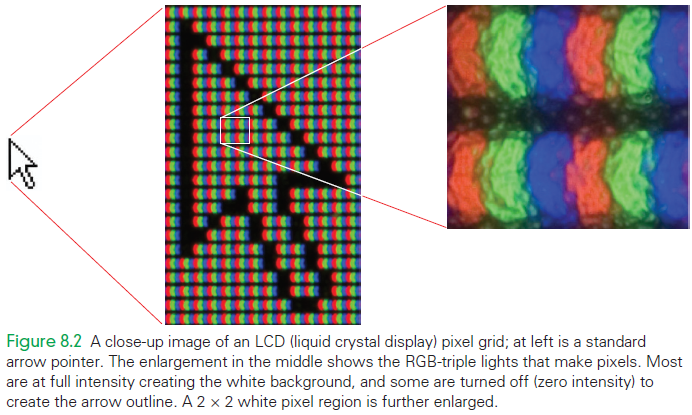 Figure 8.2 A close-up image of an LCD (liquid crystal display) pixel grid; at left is a standard
arrow pointer. The enlargement in the middle shows the RGB-triple lights that make pixels. Most
are at full intensity creating the white background, and some are turned off (zero intensity) to
create the arrow outline. A 2 × 2 white pixel region is further enlarged.